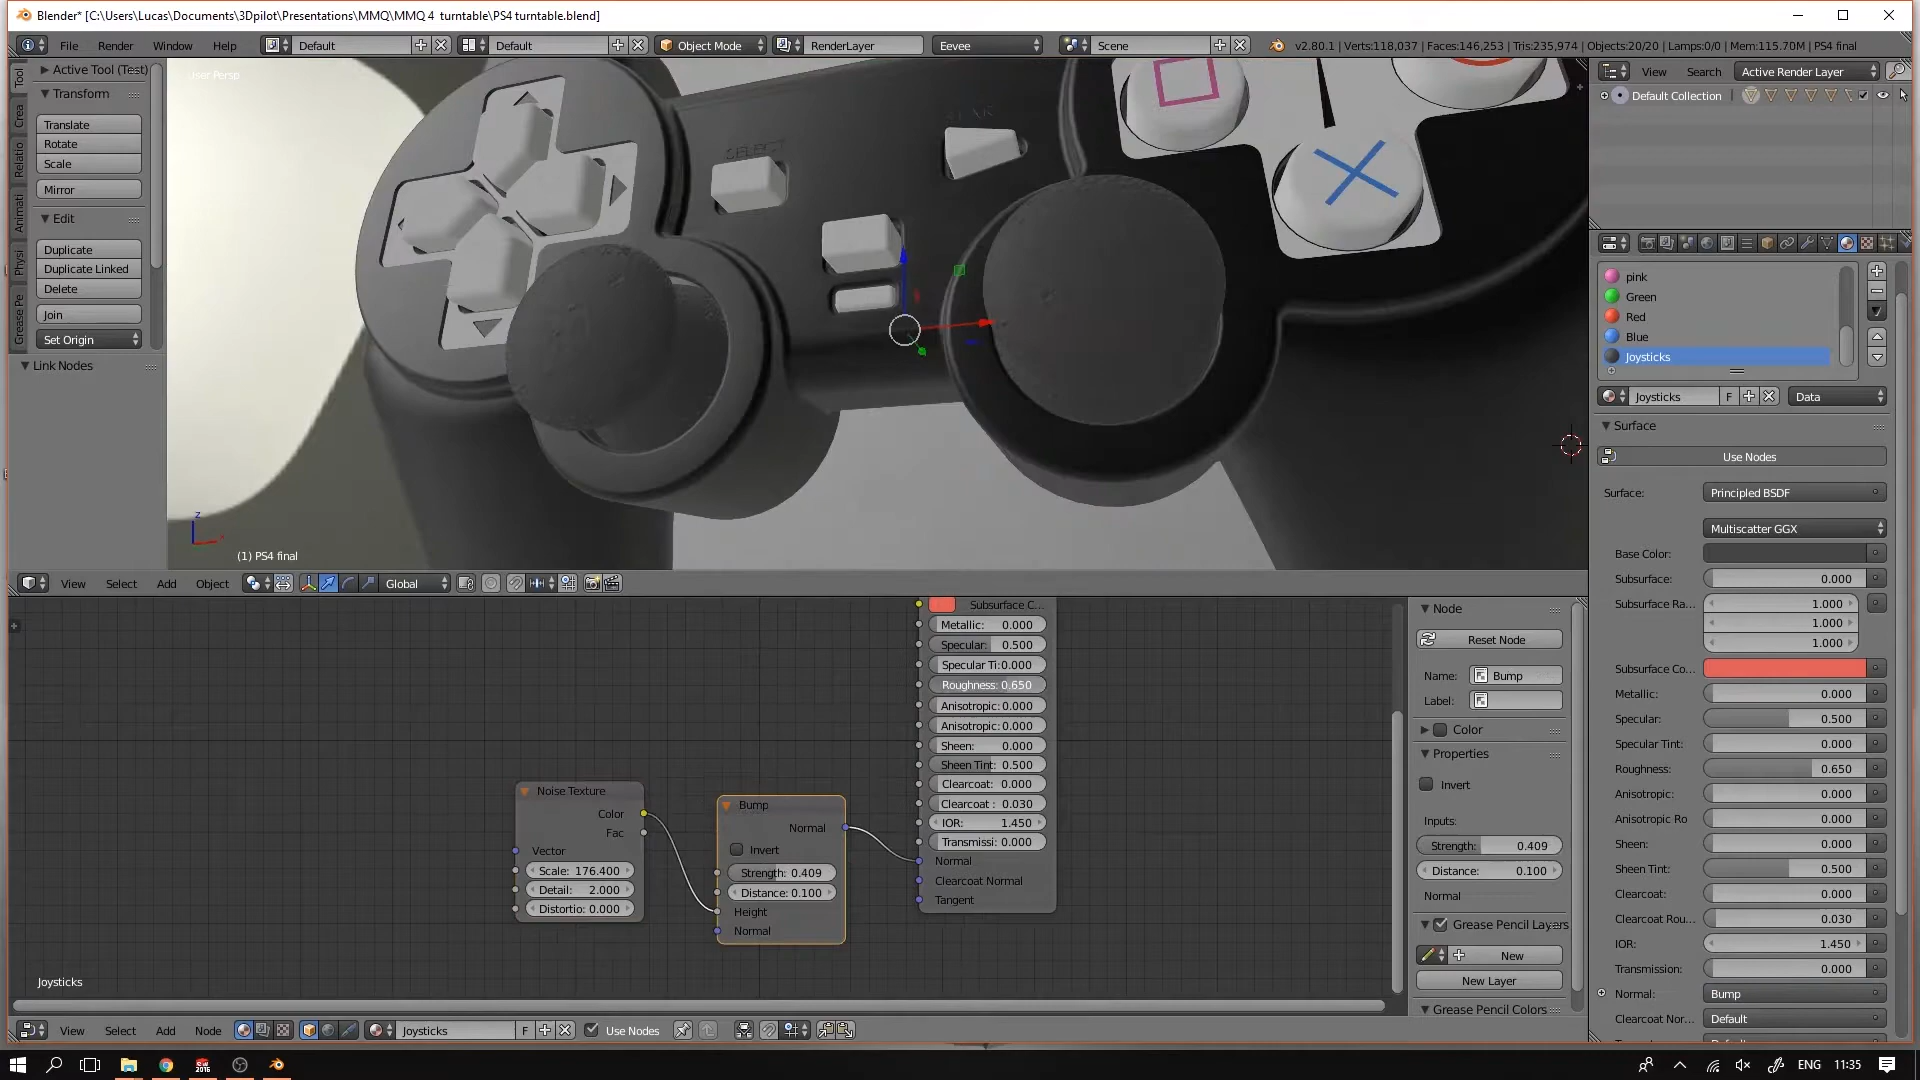 Blender* [C:\Users\Lucas\Documents\3Dpilot\Presentations\MMQ\MMQ 4  turntable\PS4 turntable.blend]
File Render Window Help Default Default Object Mode RenderLayer Eevee Scene v2.80.1 | Verts:118,037 | Faces:146,253 | Tris:235,974 | Objects:20/20 | Lamps:0/0 | Mem:115.70M | PS4 final
Tool
Crea
Relatio
Animati
Physi
Grease Pe
Active Tool (Test)
Transform
Translate
Rotate
Scale
Mirror
Edit
Duplicate
Duplicate Linked
Delete
Join
Set Origin
Link Nodes
User Persp
SELECT
z
(1) PS4 final
View Select Add Object Global
View Search Active Render Layer
Default Collection
pink
Green
Red
Blue
Joysticks
Joysticks F Data
Surface
Use Nodes
Surface: Principled BSDF
Multiscatter GGX
Base Color:
Subsurface: 0.000
Subsurface Ra... 1.000
1.000
1.000
Subsurface Co...
Metallic: 0.000
Specular: 0.500
Specular Tint: 0.000
Roughness: 0.650
Anisotropic: 0.000
Anisotropic Ro 0.000
Sheen: 0.000
Sheen Tint: 0.500
Clearcoat: 0.000
Clearcoat Rou... 0.030
IOR: 1.450
Transmission: 0.000
Normal: Bump
Clearcoat Nor... Default
Subsurface C...
Metallic: 0.000
Specular: 0.500
Specular Ti:0.000
Roughness: 0.650
Anisotropic:0.000
Anisotropic:0.000
Sheen: 0.000
Sheen Tint: 0.500
Clearcoat: 0.000
Clearcoat : 0.030
IOR: 1.450
Transmissi: 0.000
Normal
Clearcoat Normal
Tangent
Noise Texture
Color
Fac
Vector
Scale: 176.400
Detail: 2.000
Distortio: 0.000
Bump
Normal
Invert
Strength: 0.409
Distance: 0.100
Height
Normal
Joysticks
Node
Reset Node
Name: Bump
Label:
Color
Properties
Invert
Inputs:
Strength: 0.409
Distance: 0.100
Normal
Grease Pencil Layers
New
New Layer
Grease Pencil Colors
View Select Add Node Joysticks F Use Nodes
SW
2016
ENG 11:35